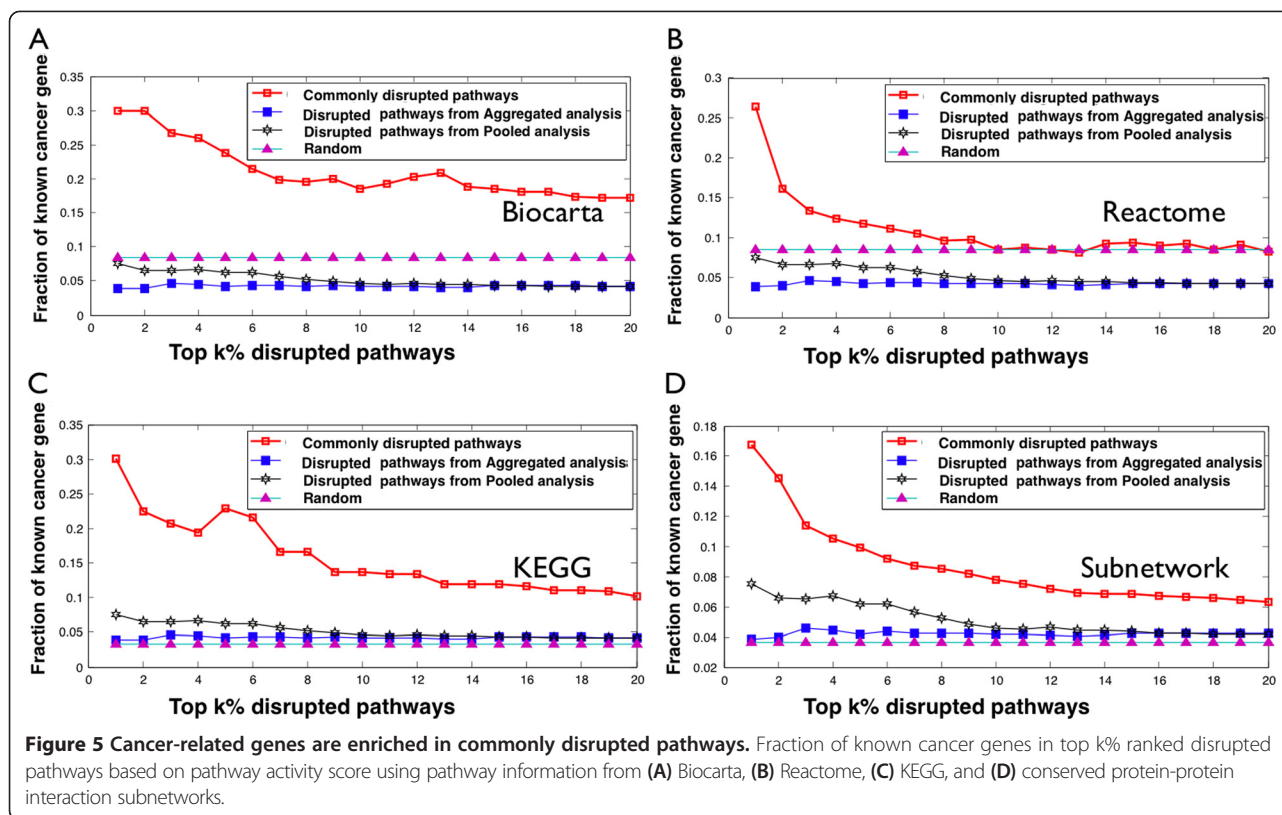 A
Fraction of known cancer gene
0.35
0.3
0.25
0.2
0.15
0.1
0.05
0
Commonly disrupted pathways
Disrupted pathways from Aggregated analysis
Disrupted pathways from Pooled analysis
Random
Biocarta
0 2 4 6 8 10 12 14 16 18 20
Top k% disrupted pathways
B
Fraction of known cancer gene
0.3
0.25
0.2
0.15
0.1
0.05
0
Commonly disrupted pathways
Disrupted pathways from Aggregated analysis
Disrupted pathways from Pooled analysis
Random
Reactome
0 2 4 6 8 10 12 14 16 18 20
Top k% disrupted pathways
C
Fraction of known cancer gene
0.35
0.3
0.25
0.2
0.15
0.1
0.05
0
Commonly disrupted pathways
Disrupted pathways from Aggregated analysis
Disrupted pathways from Pooled analysis
Random
KEGG
0 2 4 6 8 10 12 14 16 18 20
Top k% disrupted pathways
D
Fraction of known cancer gene
0.18
0.16
0.14
0.12
0.1
0.08
0.06
0.04
0.02
Commonly disrupted pathways
Disrupted pathways from Aggregated analysis
Disrupted pathways from Pooled analysis
Random
Subnetwork
0 2 4 6 8 10 12 14 16 18 20
Top k% disrupted pathways
Figure 5 Cancer-related genes are enriched in commonly disrupted pathways. Fraction of known cancer genes in top k% ranked disrupted
pathways based on pathway activity score using pathway information from (A) Biocarta, (B) Reactome, (C) KEGG, and (D) conserved protein-protein
interaction subnetworks.